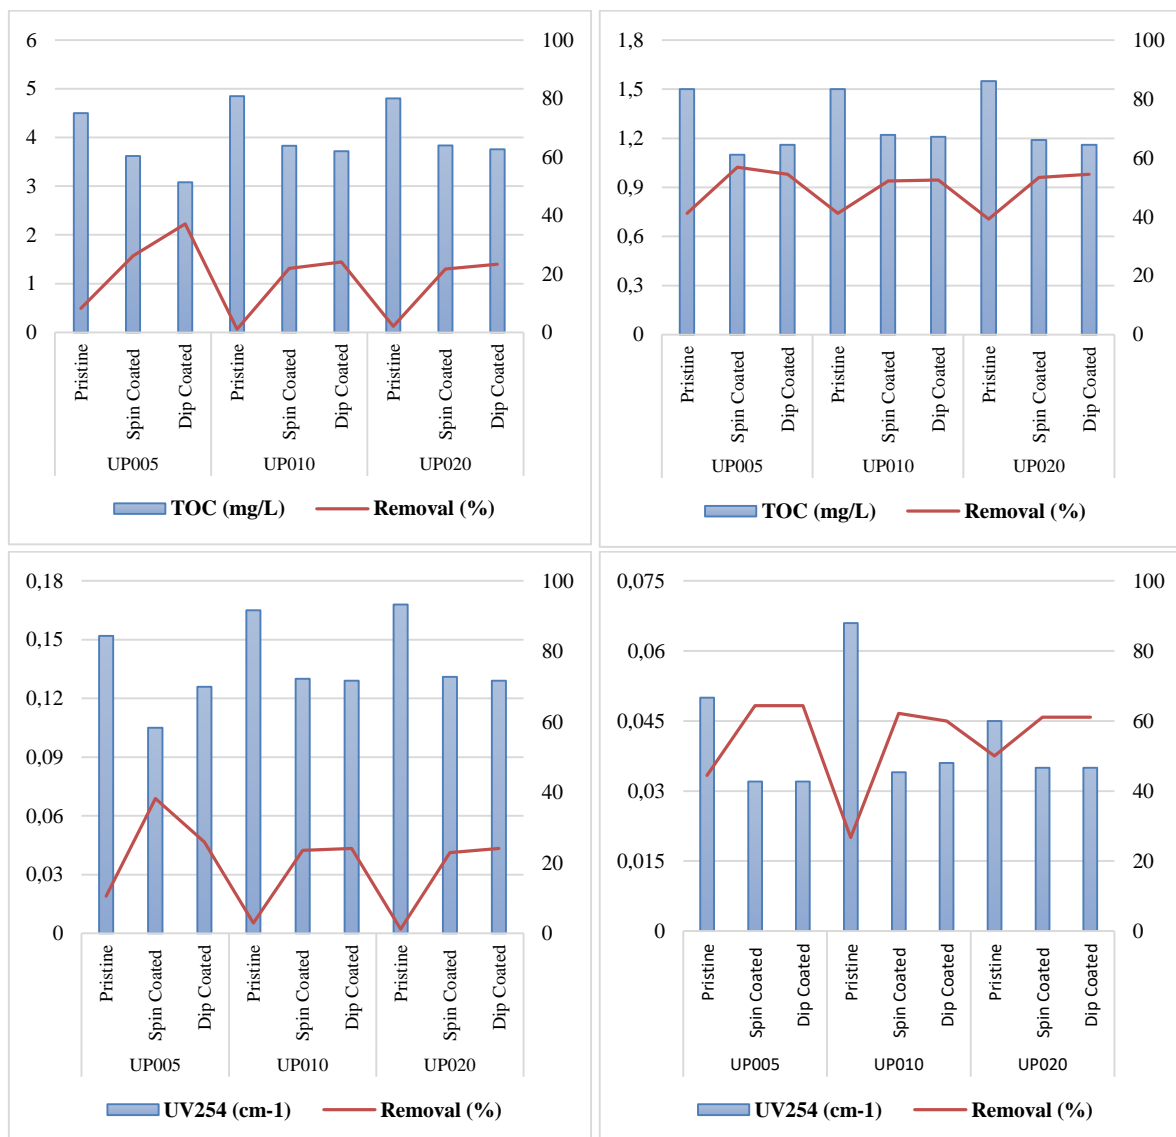 6
5
4
3
2
1
0
100
80
60
40
20
0
Pristine
Spin Coated
Dip Coated
Pristine
Spin Coated
Dip Coated
Pristine
Spin Coated
Dip Coated
UP005
UP010
UP020
TOC (mg/L)
Removal (%)
1,8
1,5
1,2
0,9
0,6
0,3
0
100
80
60
40
20
0
Pristine
Spin Coated
Dip Coated
Pristine
Spin Coated
Dip Coated
Pristine
Spin Coated
Dip Coated
UP005
UP010
UP020
TOC (mg/L)
Removal (%)
0,18
0,15
0,12
0,09
0,06
0,03
0
100
80
60
40
20
0
Pristine
Spin Coated
Dip Coated
Pristine
Spin Coated
Dip Coated
Pristine
Spin Coated
Dip Coated
UP005
UP010
UP020
UV254 (cm-1)
Removal (%)
0,075
0,06
0,045
0,03
0,015
0
100
80
60
40
20
0
Pristine
Spin Coated
Dip Coated
Pristine
Spin Coated
Dip Coated
Pristine
Spin Coated
Dip Coated
UP005
UP010
UP020
UV254 (cm-1)
Removal (%)